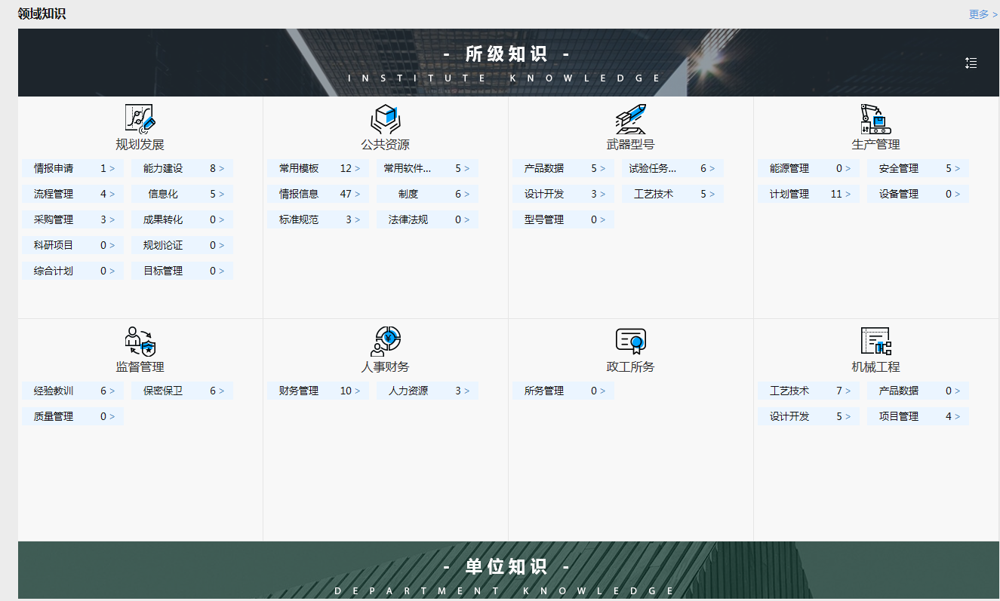 领域知识
更多 >
- 所级知识 -
INSTITUTE KNOWLEDGE
规划发展
公共资源
武器型号
生产管理
情报申请 1 > 能力建设 8 >
常用模板 12 > 常用软件... 5 >
产品数据 5 > 试验任务... 6 >
能源管理 0 > 安全管理 5 >
流程管理 4 > 信息化 5 >
情报信息 47 > 制度 6 >
设计开发 3 > 工艺技术 5 >
计划管理 11 > 设备管理 0 >
采购管理 3 > 成果转化 0 >
标准规范 3 > 法律法规 0 >
型号管理 0 >
科研项目 0 > 规划论证 0 >
综合计划 0 > 目标管理 0 >
监督管理
人事财务
政工所务
机械工程
经验教训 6 > 保密保卫 6 >
财务管理 10 > 人力资源 3 >
所务管理 0 >
工艺技术 7 > 产品数据 0 >
质量管理 0 >
设计开发 5 > 项目管理 4 >
- 单位知识 -
DEPARTMENT KNOWLEDGE